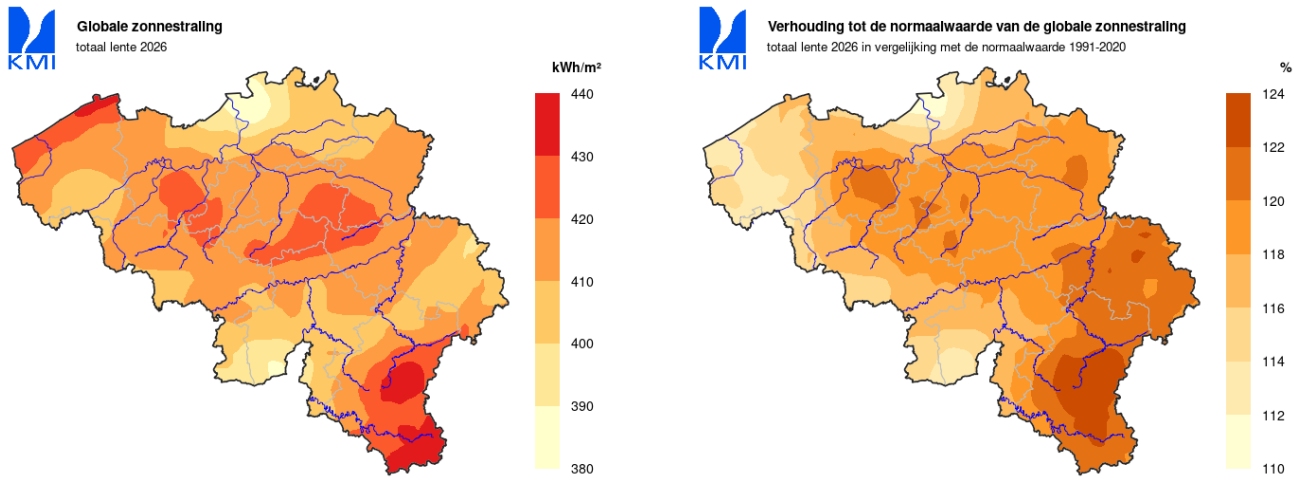 KMI
Globale zonnestraling
totaal lente 2026
kWh/m²
440
430
420
410
400
390
380
KMI
Verhouding tot de normaalwaarde van de globale zonnestraling
totaal lente 2026 in vergelijking met de normaalwaarde 1991-2020
%
124
122
120
118
116
114
112
110